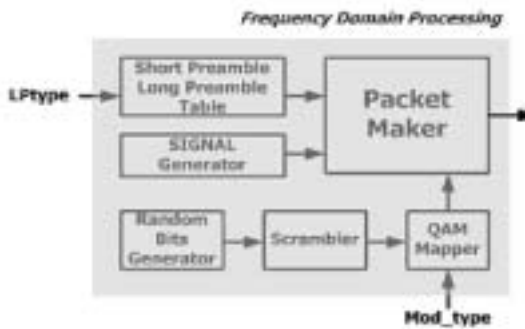 Frequency Domain Processing
LPtype
Short Preamble
Long Preamble
Table
Packet
Maker
SIGNAL
Generator
Random
Bits
Generator
Scrambler
QAM
Mapper
Mod_type